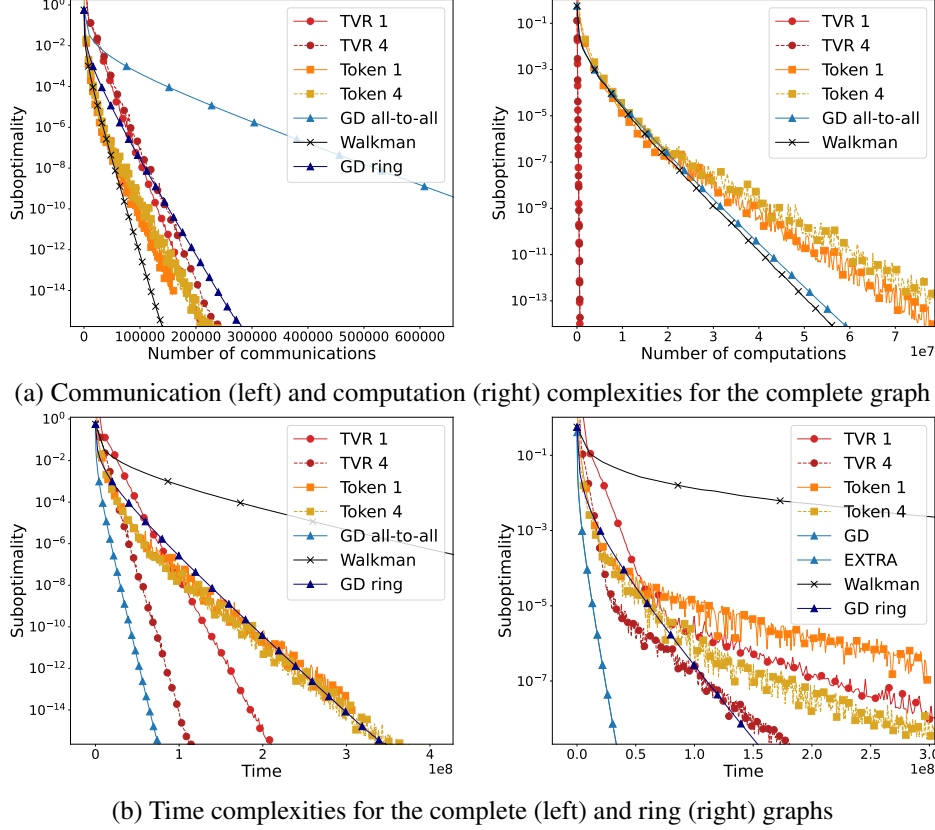 10^0
10^-2
10^-4
10^-6
10^-8
10^-10
10^-12
10^-14
Suboptimality
TVR 1
TVR 4
Token 1
Token 4
GD all-to-all
Walkman
GD ring
0 100000 200000 300000 400000 500000 600000
Number of communications
10^-1
10^-3
10^-5
10^-7
10^-9
10^-11
10^-13
Suboptimality
TVR 1
TVR 4
Token 1
Token 4
GD all-to-all
Walkman
0 1 2 3 4 5 6 7
Number of computations
1e7
(a) Communication (left) and computation (right) complexities for the complete graph
10^0
10^-2
10^-4
10^-6
10^-8
10^-10
10^-12
10^-14
Suboptimality
TVR 1
TVR 4
Token 1
Token 4
GD all-to-all
Walkman
GD ring
0 1 2 3 4
Time
1e8
10^-1
10^-3
10^-5
10^-7
Suboptimality
TVR 1
TVR 4
Token 1
Token 4
GD
EXTRA
Walkman
GD ring
0.0 0.5 1.0 1.5 2.0 2.5 3.0
Time
1e8
(b) Time complexities for the complete (left) and ring (right) graphs